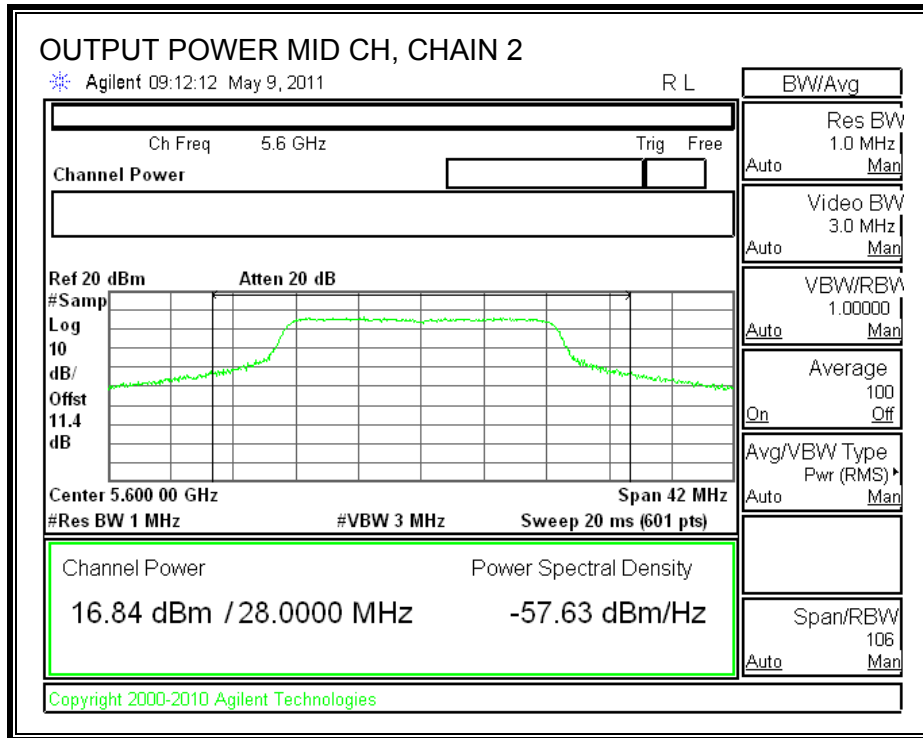 OUTPUT POWER MID CH, CHAIN 2
Agilent 09:12:12 May 9, 2011 R L
BW/Avg
Ch Freq 5.6 GHz Trig Free
Channel Power
Res BW
1.0 MHz
Auto Man
Video BW
3.0 MHz
Auto Man
VBW/RBW
1.00000
Auto Man
Average
100
On Off
Avg/VBW Type
Pwr (RMS)
Auto Man
Span/RBW
106
Auto Man
Ref 20 dBm Atten 20 dB
#Samp
Log
10
dB/
Offst
11.4
dB
Center 5.600 00 GHz Span 42 MHz
#Res BW 1 MHz #VBW 3 MHz Sweep 20 ms (601 pts)
Channel Power Power Spectral Density
16.84 dBm / 28.0000 MHz -57.63 dBm/Hz
Copyright 2000-2010 Agilent Technologies